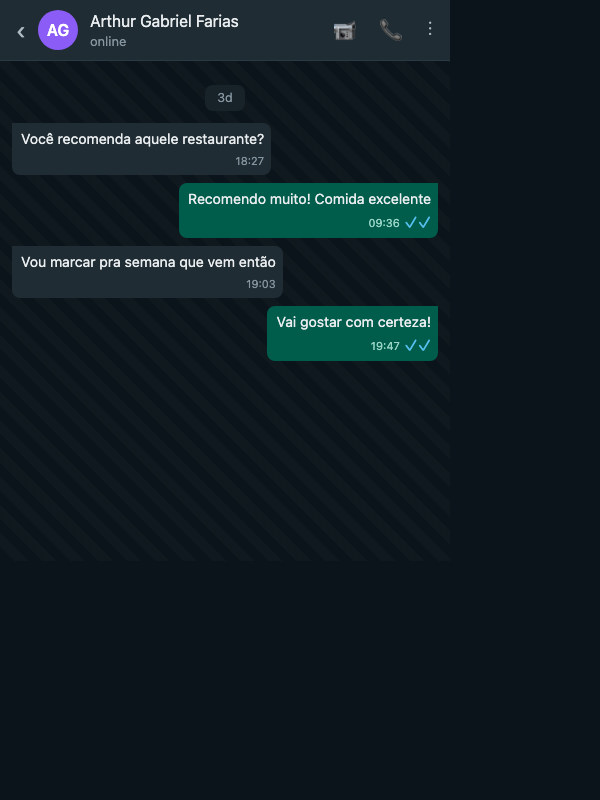 AG
Arthur Gabriel Farias
online
3d
Você recomenda aquele restaurante?
18:27
Recomendo muito! Comida excelente
09:36
Vou marcar pra semana que vem então
19:03
Vai gostar com certeza!
19:47